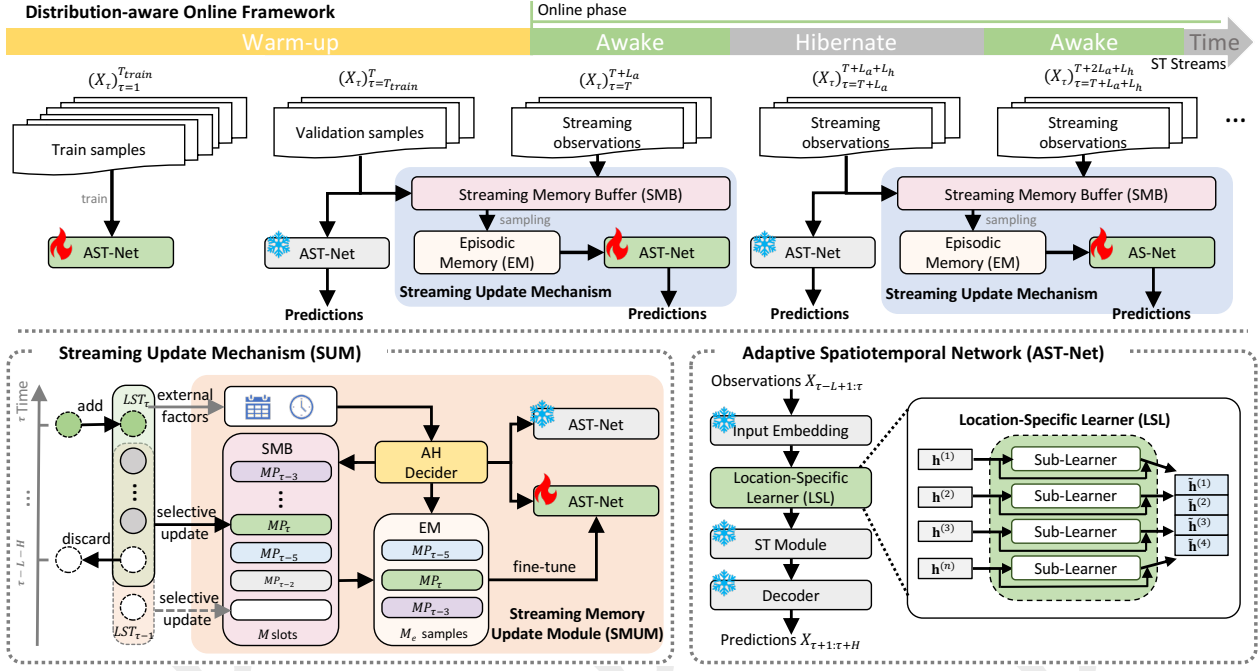 Distribution-aware Online Framework
Online phase
Warm-up
Awake
Hibernate
Awake
Time
ST Streams
(X_τ)_{τ=1}^{T_{train}}
(X_τ)_{τ=T_{train}}^{T}
(X_τ)_{τ=T}^{T+L_a}
(X_τ)_{τ=T+L_a}^{T+L_a+L_h}
(X_τ)_{τ=T+L_a+L_h}^{T+2L_a+L_h}
Train samples
Validation samples
Streaming
observations
Streaming
observations
Streaming
observations
...
train
Streaming Memory Buffer (SMB)
Streaming Memory Buffer (SMB)
sampling
sampling
AST-Net
AST-Net
Episodic
Memory (EM)
AST-Net
AST-Net
Episodic
Memory (EM)
AS-Net
Streaming Update Mechanism
Streaming Update Mechanism
Predictions
Predictions
Predictions
Predictions
Streaming Update Mechanism (SUM)
τ Time
...
τ − L − H
add
LST_τ
external
factors
discard
selective
update
selective
update
LST_{τ−1}
SMB
MP_{τ−3}
MP_τ
MP_{τ−5}
MP_{τ−2}
M slots
AH
Decider
EM
MP_{τ−5}
MP_τ
MP_{τ−3}
M_e samples
AST-Net
AST-Net
fine-tune
Streaming Memory
Update Module (SMUM)
Adaptive Spatiotemporal Network (AST-Net)
Observations X_{τ−L+1:τ}
Input Embedding
Location-Specific
Learner (LSL)
ST Module
Decoder
Predictions X_{τ+1:τ+H}
Location-Specific Learner (LSL)
h^{(1)}
Sub-Learner
h^{(2)}
Sub-Learner
h^{(3)}
Sub-Learner
h^{(n)}
Sub-Learner
h̃^{(1)}
h̃^{(2)}
h̃^{(3)}
h̃^{(4)}